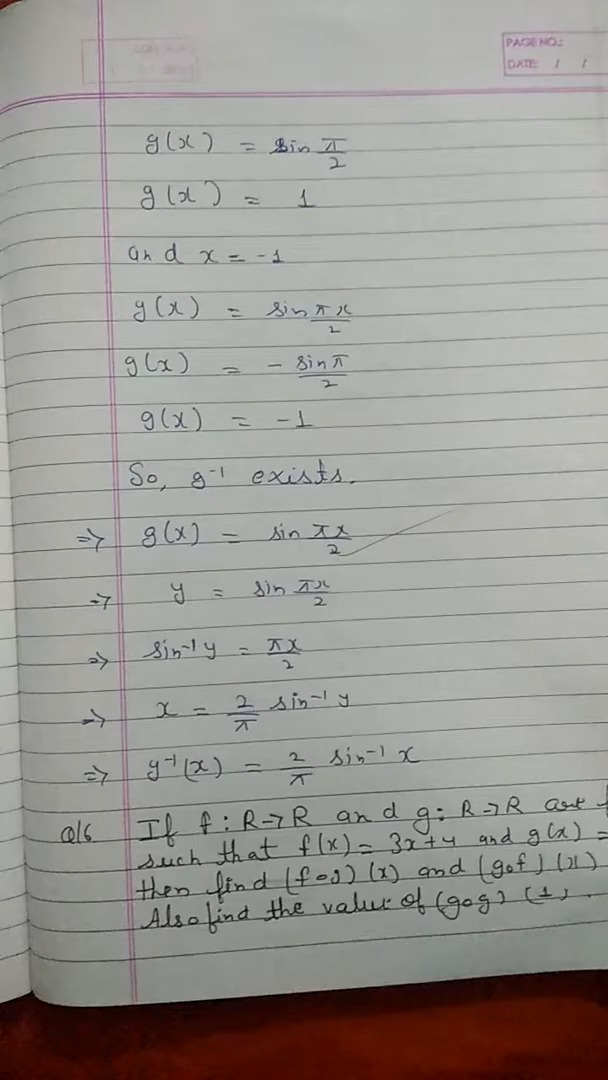 PAGE NO.:
DATE: / /
g(x) = sin π/2
g(x) = 1
and x = -1
g(x) = sin πx/2
g(x) = - sin π/2
g(x) = -1
So, g⁻¹ exists.
=> g(x) = sin πx/2
=> y = sin πx/2
=> sin⁻¹y = πx/2
=> x = 2/π sin⁻¹ y
=> g⁻¹(x) = 2/π sin⁻¹ x
Q16 If f : R→R and g: R→R are
such that f(x) = 3x+4 and g(x) =
then find (fog) (x) and (gof) (x)
Also find the value of (gog) (1).